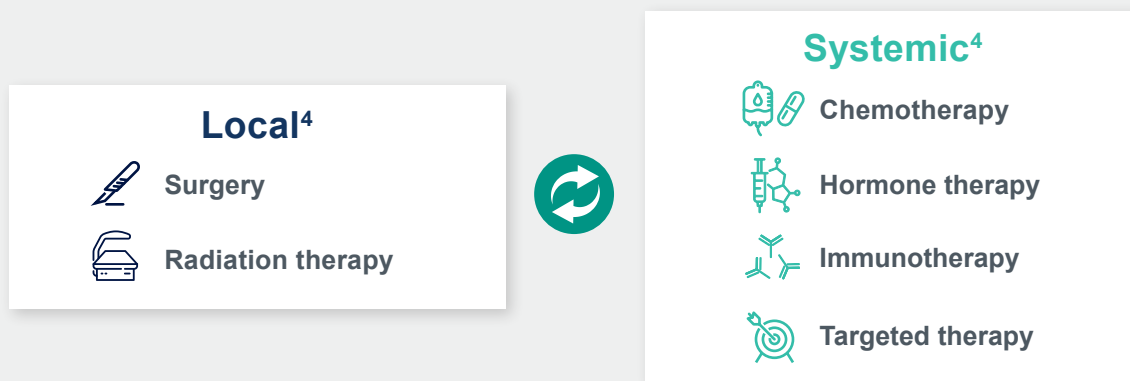 Local⁴
Surgery
Radiation therapy
Systemic⁴
Chemotherapy
Hormone therapy
Immunotherapy
Targeted therapy